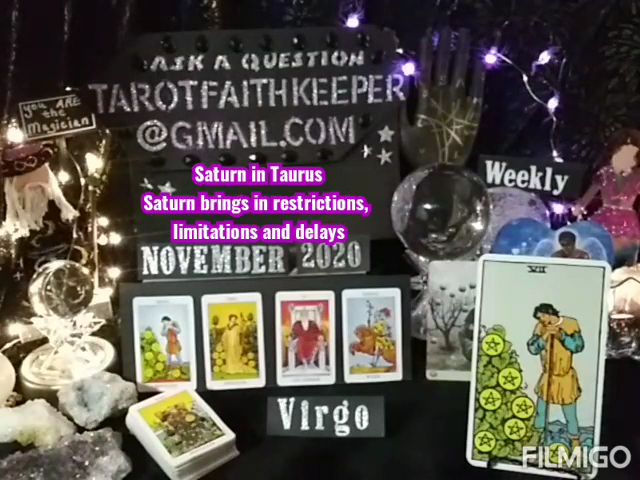 ASK A QUESTION
TAROTFAITHKEEPER
@GMAIL.COM
you ARE
the
Magician
Saturn in Taurus
Saturn brings in restrictions,
limitations and delays
Weekly
NOVEMBER 2020
VII
Virgo
FILMIGO